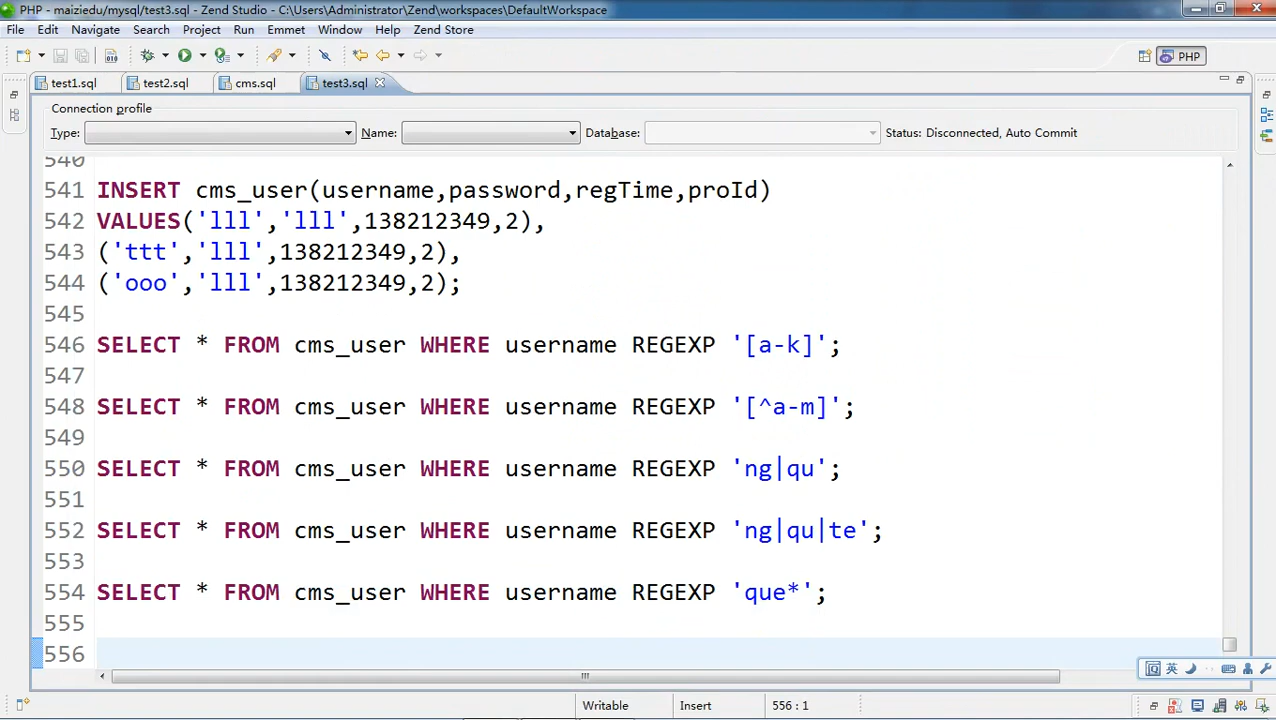 PHP - maiziedu/mysql/test3.sql - Zend Studio - C:\Users\Administrator\Zend\workspaces\DefaultWorkspace
File Edit Navigate Search Project Run Emmet Window Help Zend Store
PHP
test1.sql test2.sql cms.sql test3.sql
Connection profile
Type: Name: Database: Status: Disconnected, Auto Commit
540
541 INSERT cms_user(username,password,regTime,proId)
542 VALUES('lll','lll',138212349,2),
543 ('ttt','lll',138212349,2),
544 ('ooo','lll',138212349,2);
545
546 SELECT * FROM cms_user WHERE username REGEXP '[a-k]';
547
548 SELECT * FROM cms_user WHERE username REGEXP '[^a-m]';
549
550 SELECT * FROM cms_user WHERE username REGEXP 'ng|qu';
551
552 SELECT * FROM cms_user WHERE username REGEXP 'ng|qu|te';
553
554 SELECT * FROM cms_user WHERE username REGEXP 'que*';
555
556
英
Writable Insert 556 : 1